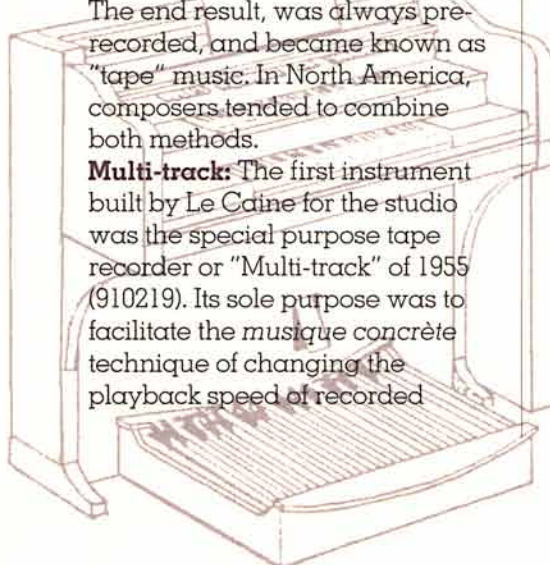 The end result, was always pre-
recorded, and became known as
"tape" music. In North America,
composers tended to combine
both methods.
Multi-track: The first instrument
built by Le Caine for the studio
was the special purpose tape
recorder or "Multi-track" of 1955
(910219). Its sole purpose was to
facilitate the musique concrète
technique of changing the
playback speed of recorded